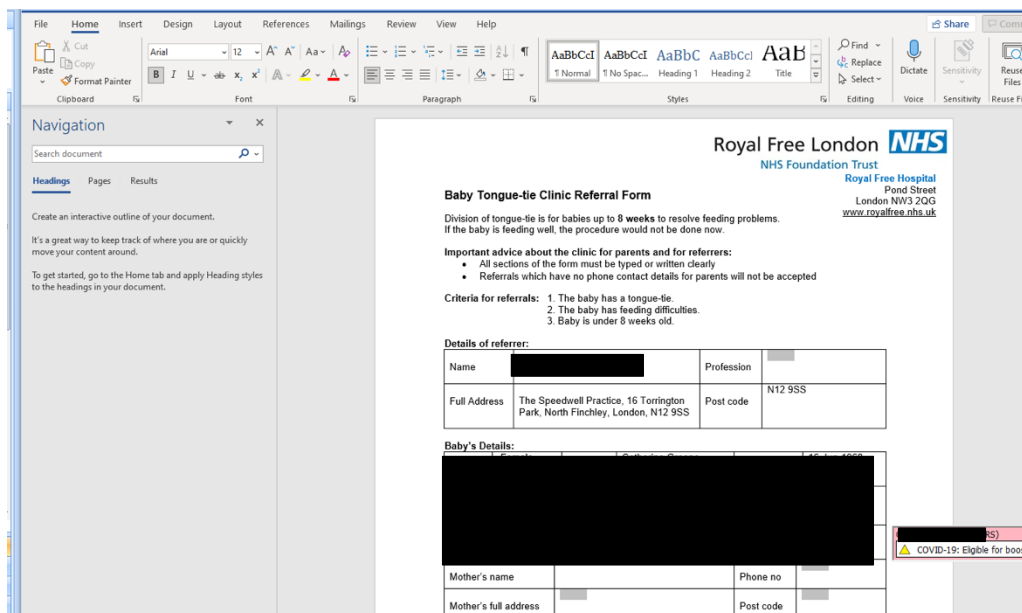 File Home Insert Design Layout References Mailings Review View Help Share
Cut
Copy
Paste
Format Painter
Clipboard
Arial 12
Font
Paragraph
AaBbCcI AaBbCcI AaBbC AaBbCcI AaB
¶ Normal ¶ No Spac... Heading 1 Heading 2 Title
Styles
Find
Replace
Select
Editing
Dictate
Voice
Sensitivity
Sensitivity
Reuse
Files
Navigation
Search document
Headings Pages Results
Create an interactive outline of your document.
It's a great way to keep track of where you are or quickly
move your content around.
To get started, go to the Home tab and apply Heading styles
to the headings in your document.
Royal Free London NHS
NHS Foundation Trust
Royal Free Hospital
Pond Street
London NW3 2QG
www.royalfree.nhs.uk
Baby Tongue-tie Clinic Referral Form
Division of tongue-tie is for babies up to 8 weeks to resolve feeding problems.
If the baby is feeding well, the procedure would not be done now.
Important advice about the clinic for parents and for referrers:
• All sections of the form must be typed or written clearly
• Referrals which have no phone contact details for parents will not be accepted
Criteria for referrals: 1. The baby has a tongue-tie.
2. The baby has feeding difficulties.
3. Baby is under 8 weeks old.
Details of referrer:
Name Profession
Full Address The Speedwell Practice, 16 Torrington
Park, North Finchley, London, N12 9SS
Post code N12 9SS
Baby's Details:
RS)
COVID-19: Eligible for boos
Mother's name Phone no
Mother's full address Post code